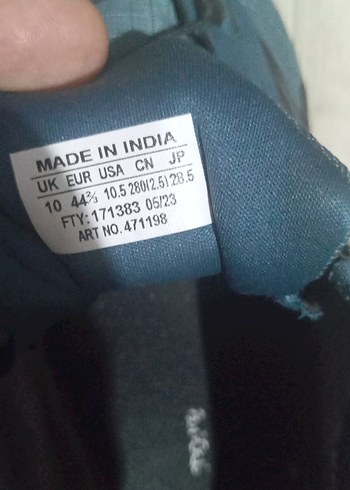 MADE IN INDIA
UK EUR USA CN JP
10 44⅔ 10.5 280(2.5) 28.5
FTY: 171383 05/23
ART NO. 471198